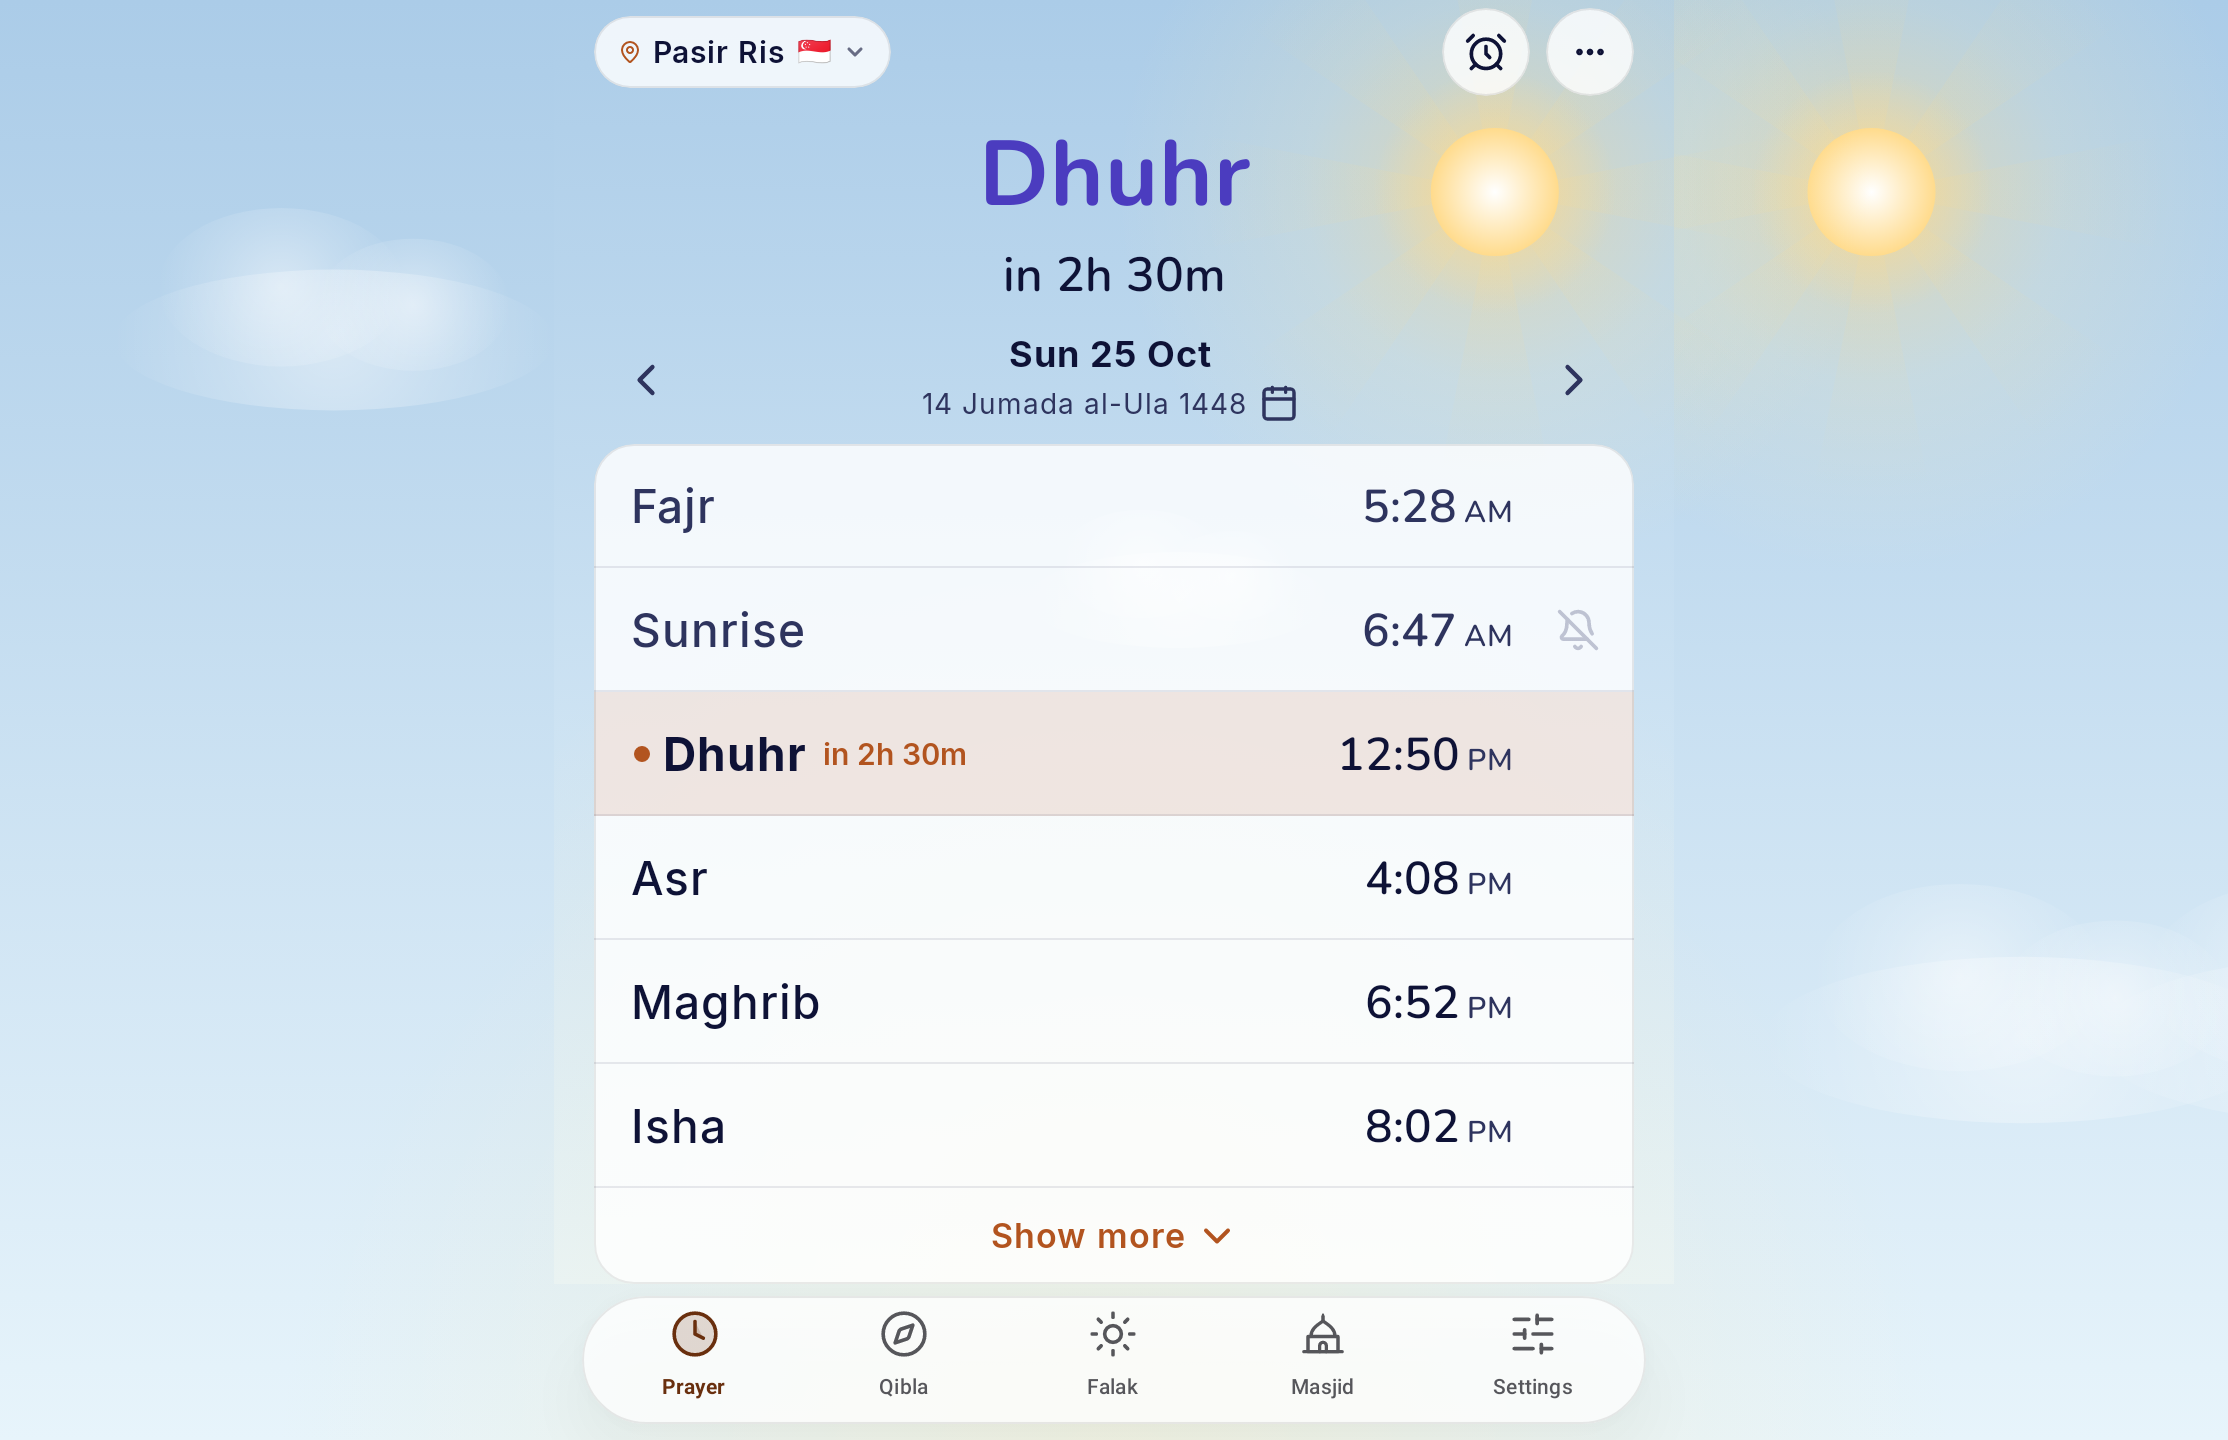 Pasir Ris 🇸🇬
Dhuhr
in 2h 30m
Sun 25 Oct
14 Jumada al-Ula 1448
Fajr 5:28 AM
Sunrise 6:47 AM
Dhuhr in 2h 30m 12:50 PM
Asr 4:08 PM
Maghrib 6:52 PM
Isha 8:02 PM
Show more
Prayer Qibla Falak Masjid Settings